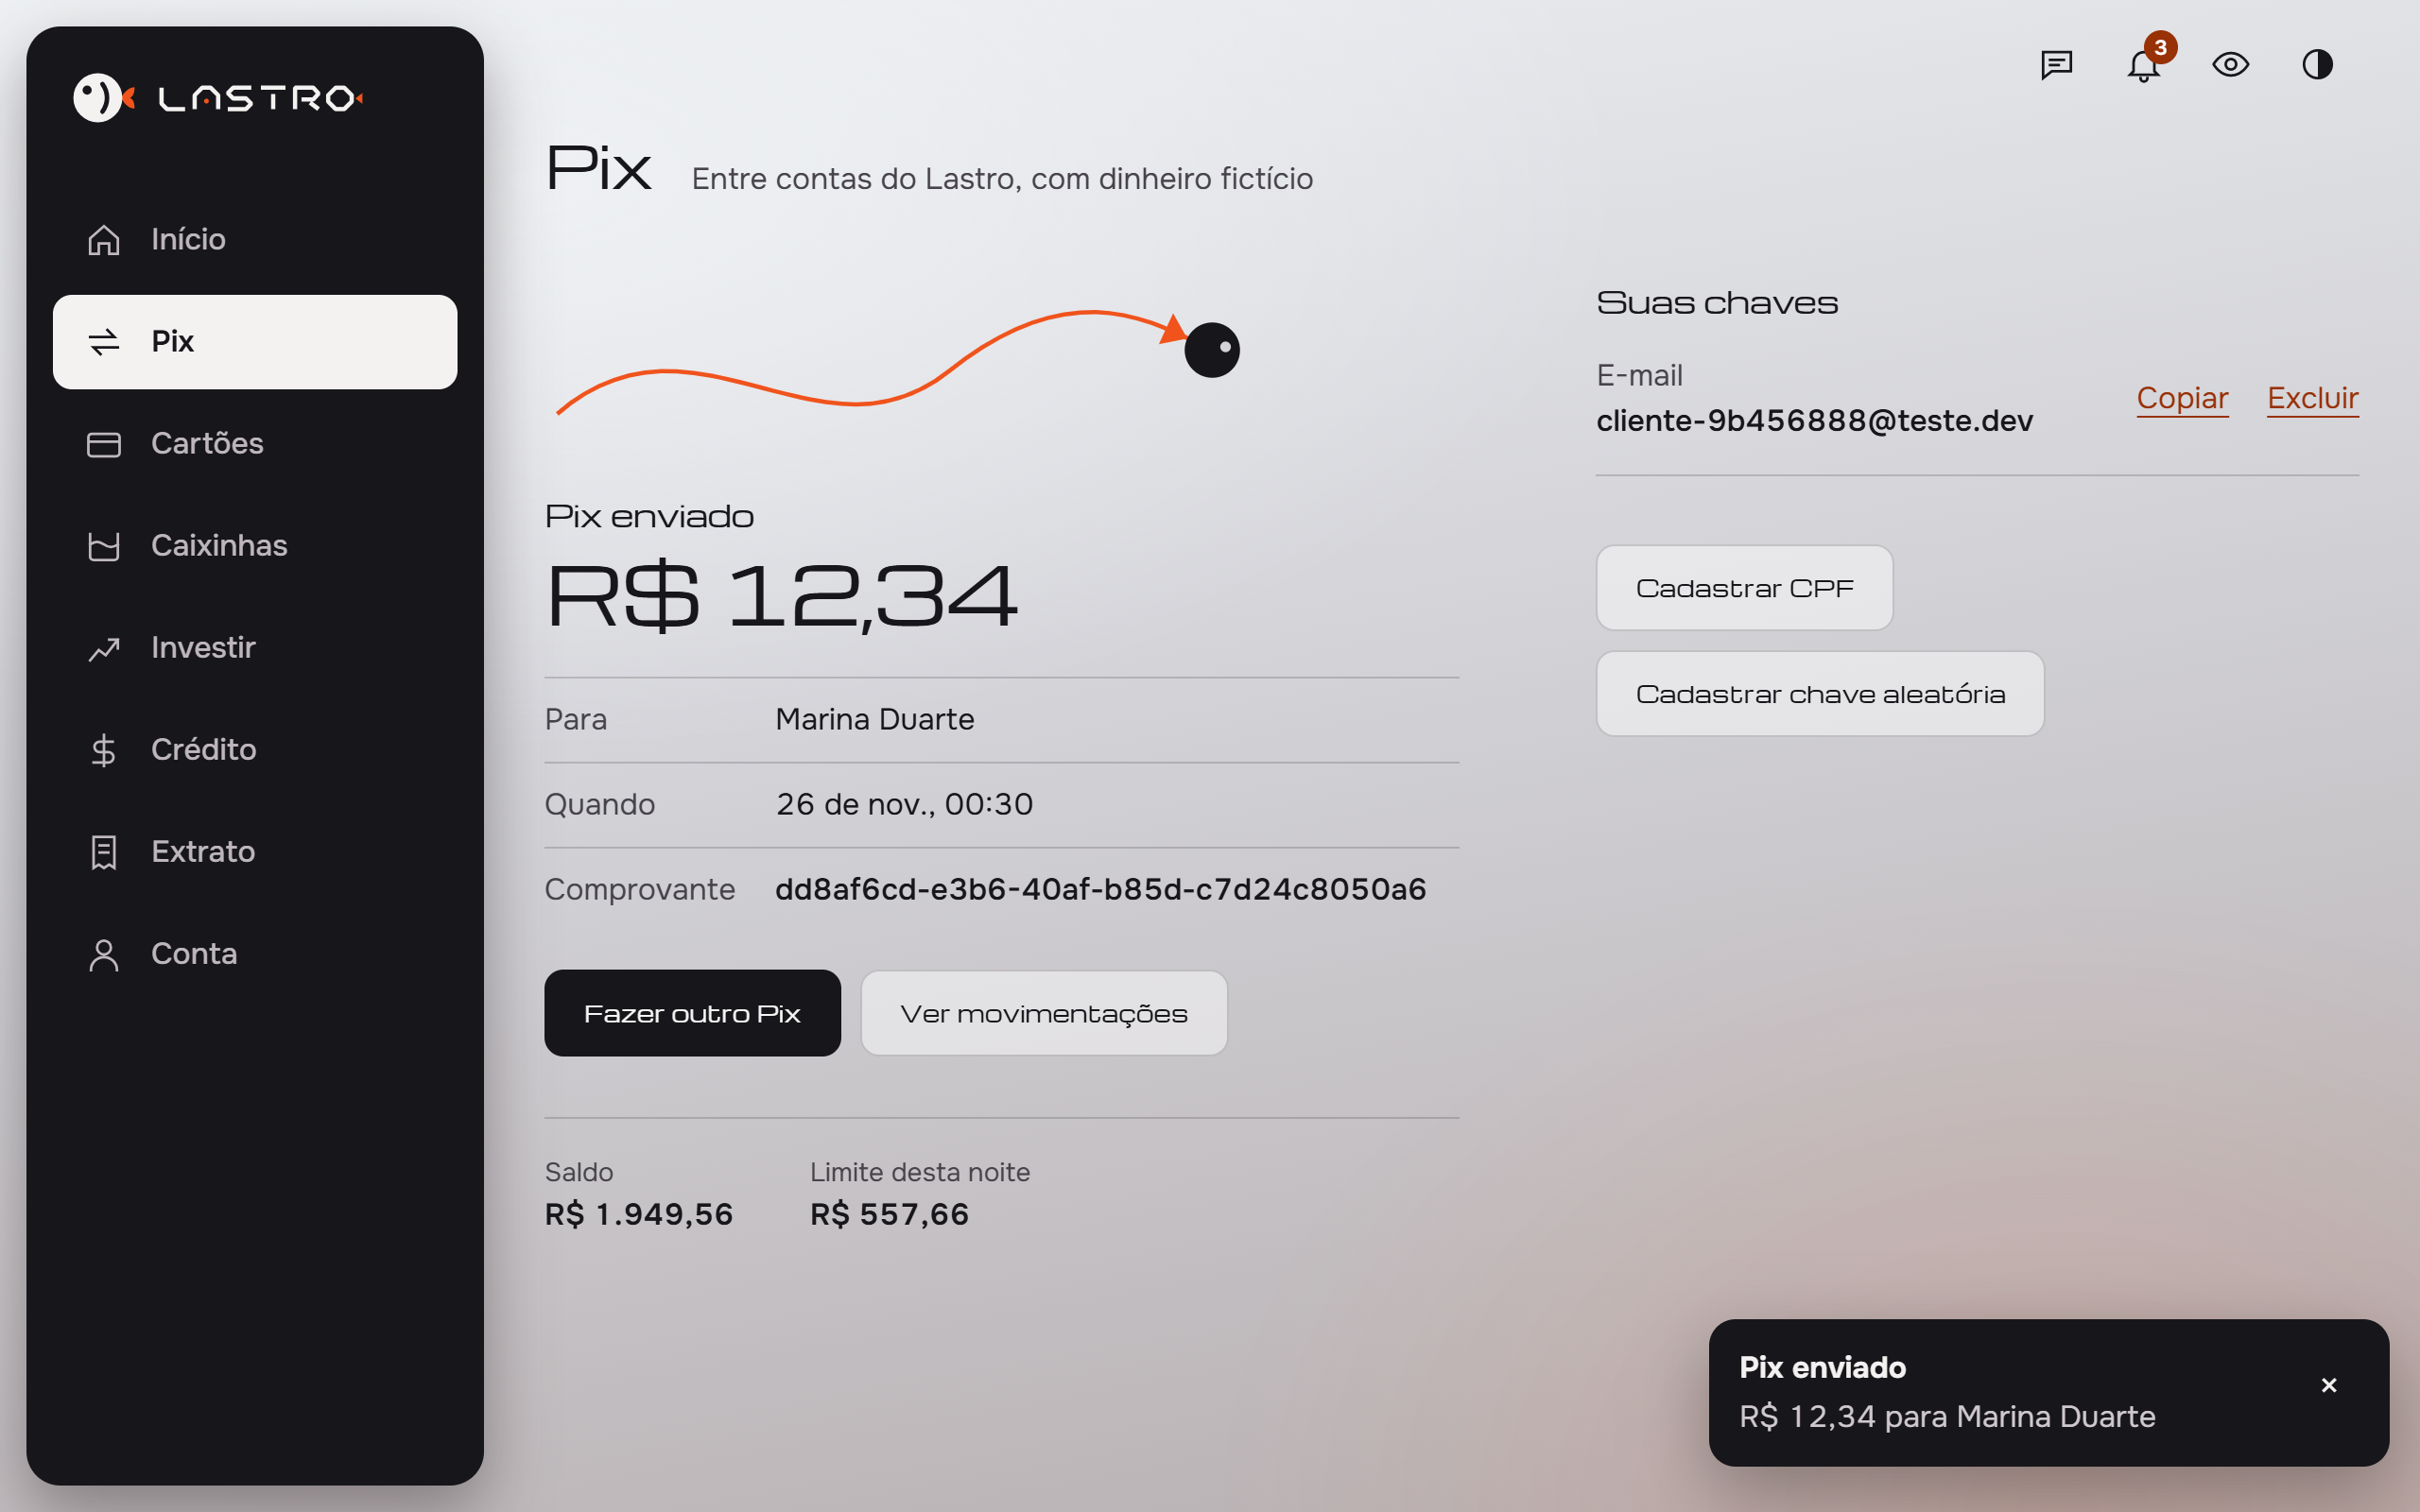 LASTRO
Início
Pix
Cartões
Caixinhas
Investir
Crédito
Extrato
Conta
3
Pix Entre contas do Lastro, com dinheiro fictício
Pix enviado
R$ 12,34
Para Marina Duarte
Quando 26 de nov., 00:30
Comprovante dd8af6cd-e3b6-40af-b85d-c7d24c8050a6
Fazer outro Pix Ver movimentações
Saldo Limite desta noite
R$ 1.949,56 R$ 557,66
Suas chaves
E-mail
cliente-9b456888@teste.dev
Copiar Excluir
Cadastrar CPF
Cadastrar chave aleatória
Pix enviado
R$ 12,34 para Marina Duarte